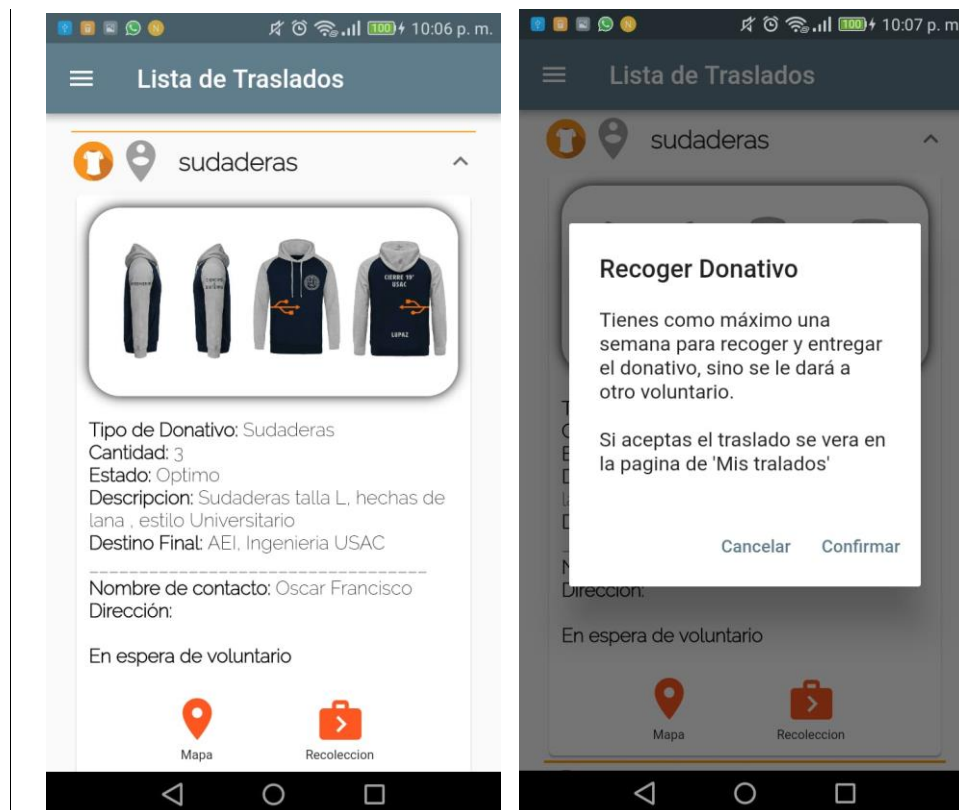 100 10:06 p. m.
Lista de Traslados
sudaderas
CIERRE 19'
USAC
LUPAZ
Tipo de Donativo: Sudaderas
Cantidad: 3
Estado: Optimo
Descripcion: Sudaderas talla L, hechas de
lana , estilo Universitario
Destino Final: AEI, Ingenieria USAC
___________________________________
Nombre de contacto: Oscar Francisco
Dirección:
En espera de voluntario
Mapa
Recoleccion
100 10:07 p. m
Lista de Traslados
sudaderas
Recoger Donativo
Tienes como máximo una
semana para recoger y entregar
el donativo, sino se le dará a
otro voluntario.
Si aceptas el traslado se vera en
la pagina de 'Mis tralados'
Cancelar
Confirmar
Dirección:
En espera de voluntario
Mapa
Recoleccion